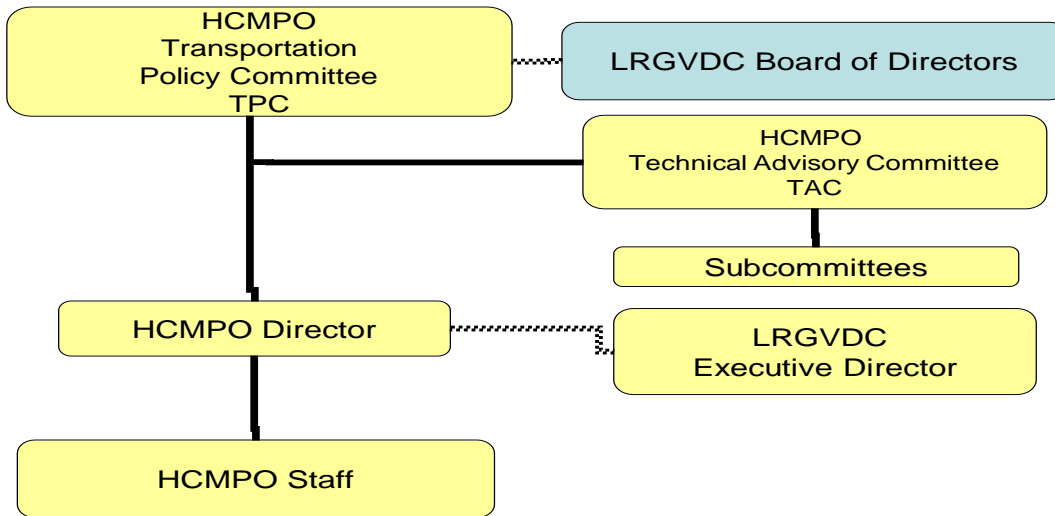 HCMPO
Transportation
Policy Committee
TPC
LRGVDC Board of Directors
HCMPO
Technical Advisory Committee
TAC
Subcommittees
HCMPO Director
LRGVDC
Executive Director
HCMPO Staff